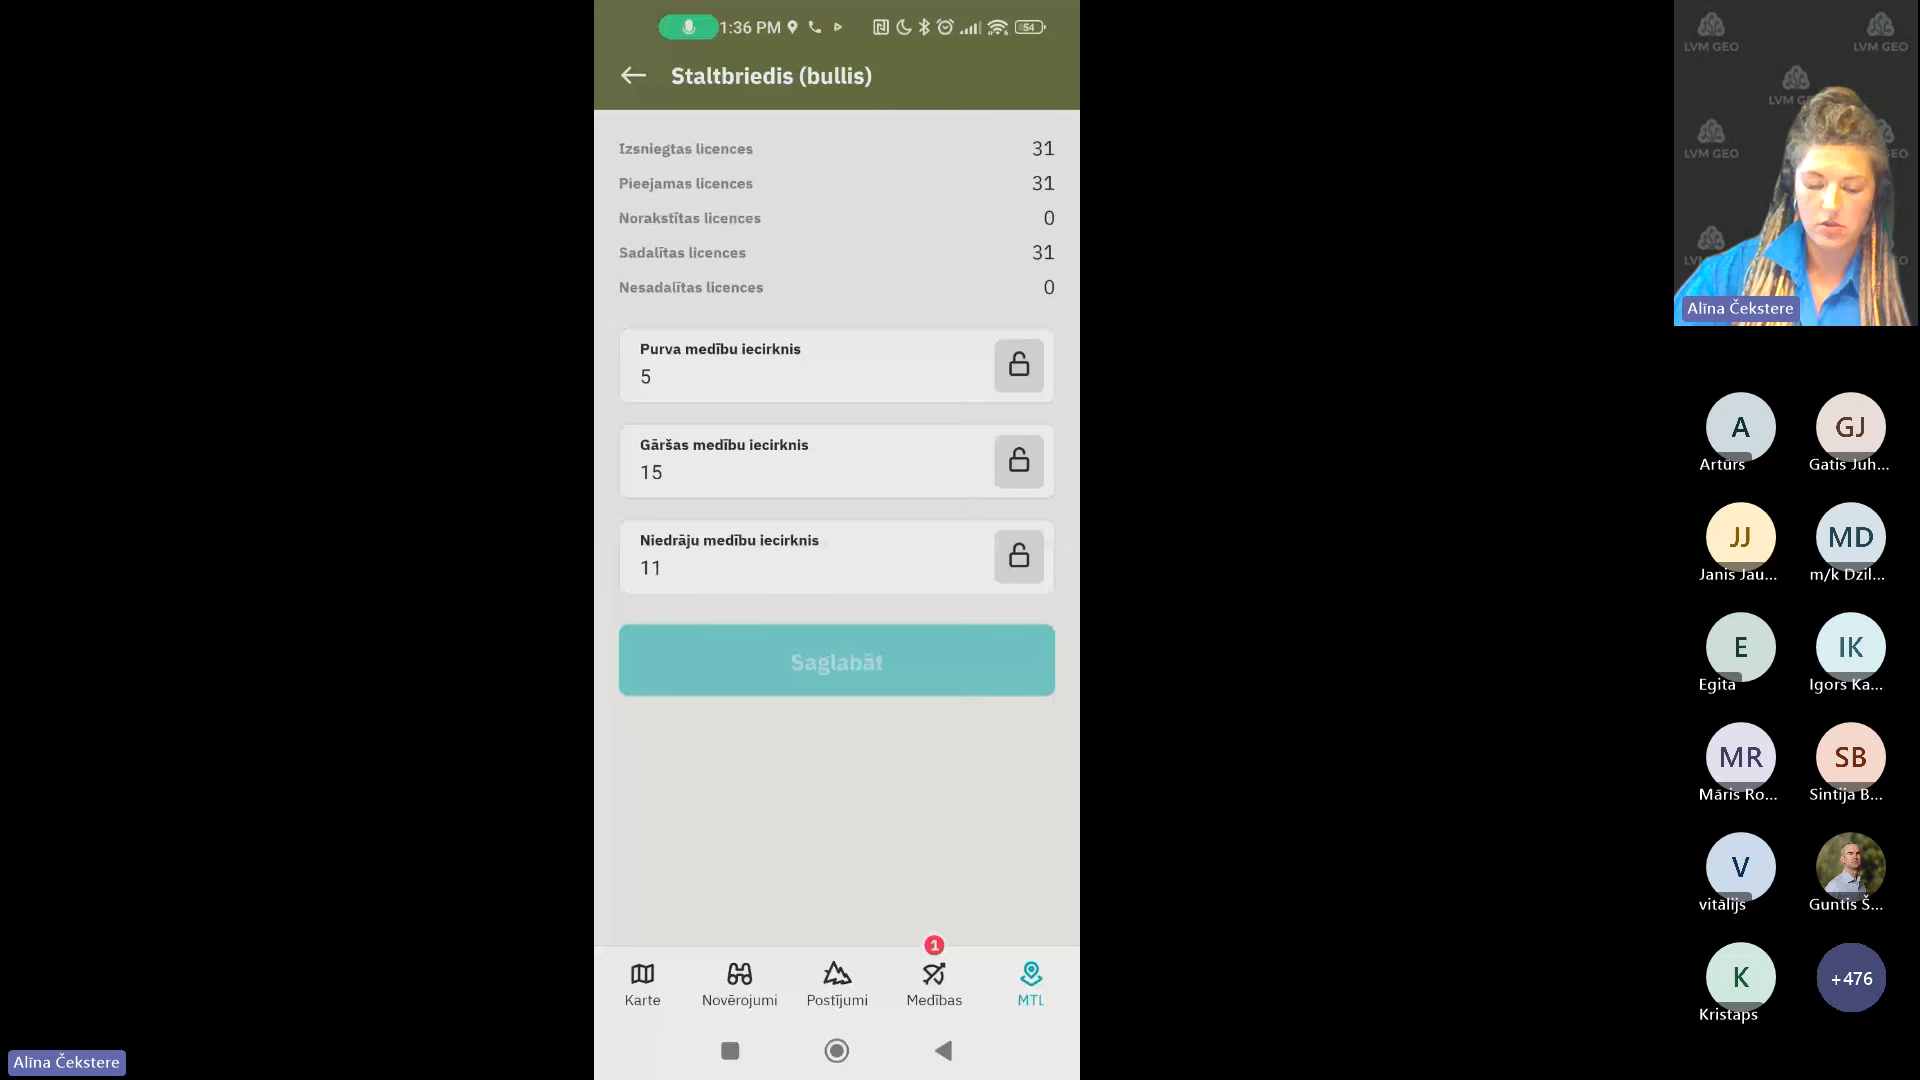 1:36 PM
54
Staltbriedis (bullis)
Izsniegtas licences 31
Pieejamas licences 31
Norakstītas licences 0
Sadalītas licences 31
Nesadalītas licences 0
Purva medību iecirknis
5
Gāršas medību iecirknis
15
Niedrāju medību iecirknis
11
Saglabāt
1
Karte Novērojumi Postījumi Medības MTL
Alīna Čekstere
LVM GEO LVM GEO
LVM GEO
Alīna Čekstere
A GJ
Artūrs Gatis Juh...
JJ MD
Janis Jau... m/k Dzil...
E IK
Egita Igors Ka...
MR SB
Māris Ro... Sintija B...
V
vitālijs Guntis Š...
K +476
Kristaps